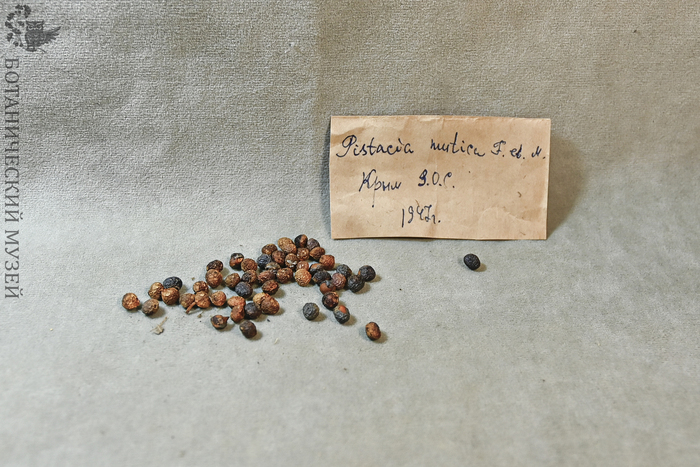 БОТАНИЧЕСКИЙ МУЗЕЙ
Pistacia mutica F. et. M.
Крым З.О.С.
1947г.